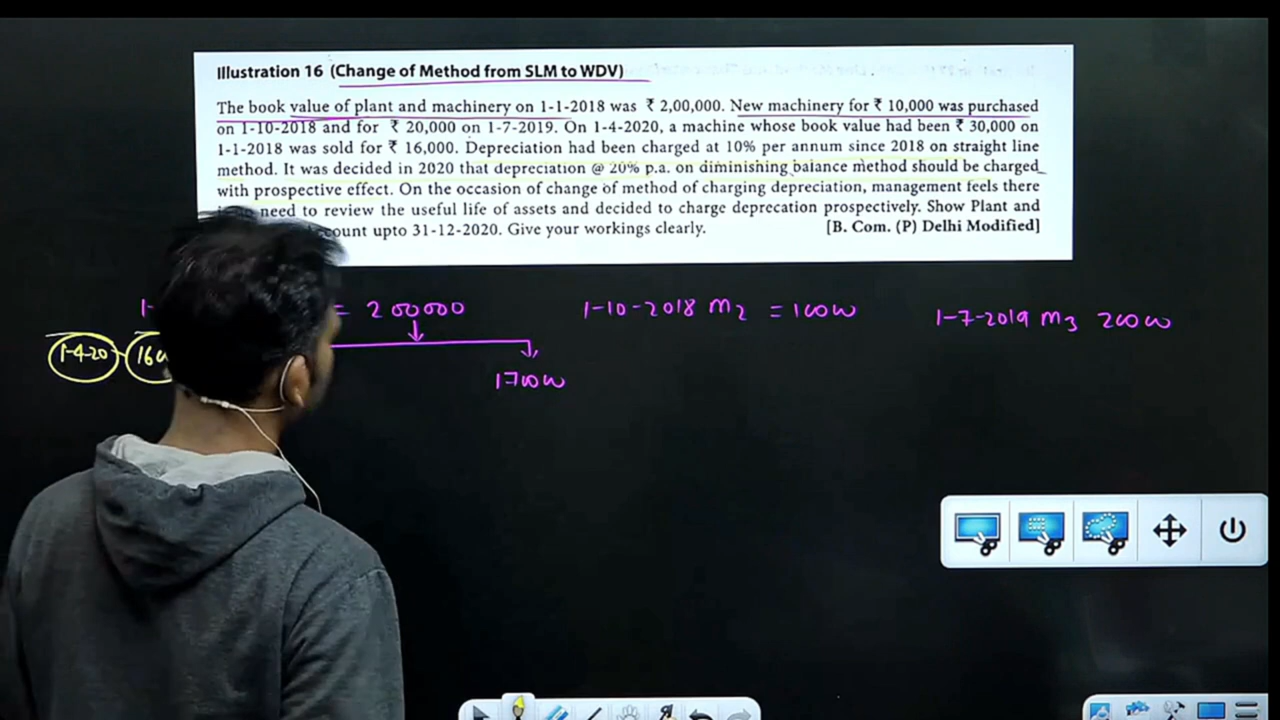 Illustration 16 (Change of Method from SLM to WDV)
The book value of plant and machinery on 1-1-2018 was ₹ 2,00,000. New machinery for ₹ 10,000 was purchased
on 1-10-2018 and for ₹ 20,000 on 1-7-2019. On 1-4-2020, a machine whose book value had been ₹ 30,000 on
1-1-2018 was sold for ₹ 16,000. Depreciation had been charged at 10% per annum since 2018 on straight line
method. It was decided in 2020 that depreciation @ 20% p.a. on diminishing balance method should be charged
with prospective effect. On the occasion of change of method of charging depreciation, management feels there
need to review the useful life of assets and decided to charge deprecation prospectively. Show Plant and
count upto 31-12-2020. Give your workings clearly. [B. Com. (P) Delhi Modified]
= 200000 1-10-2018 M2 = 10000 1-7-2019 M3 20000
1-4-20
170000